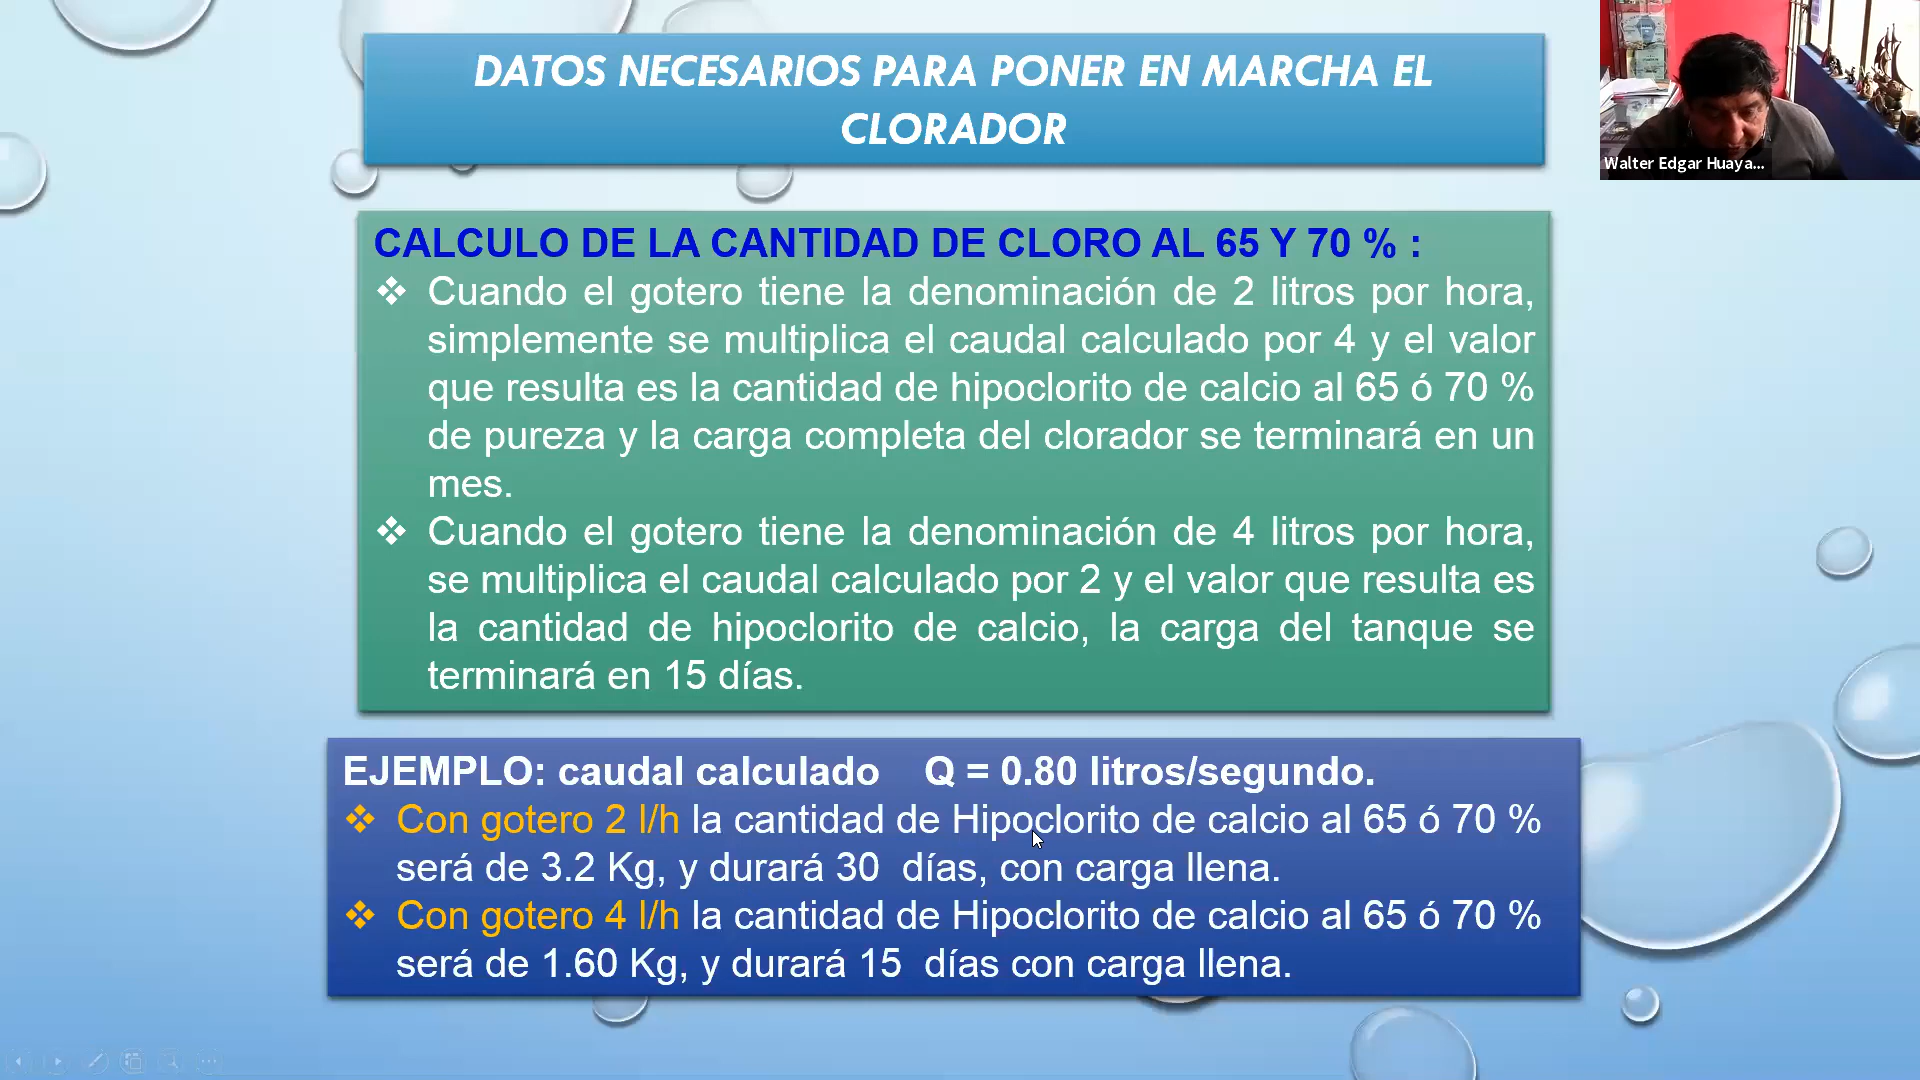 DATOS NECESARIOS PARA PONER EN MARCHA EL
CLORADOR
Walter Edgar Huaya...
CALCULO DE LA CANTIDAD DE CLORO AL 65 Y 70 % :
❖ Cuando el gotero tiene la denominación de 2 litros por hora,
simplemente se multiplica el caudal calculado por 4 y el valor
que resulta es la cantidad de hipoclorito de calcio al 65 ó 70 %
de pureza y la carga completa del clorador se terminará en un
mes.
❖ Cuando el gotero tiene la denominación de 4 litros por hora,
se multiplica el caudal calculado por 2 y el valor que resulta es
la cantidad de hipoclorito de calcio, la carga del tanque se
terminará en 15 días.
EJEMPLO: caudal calculado Q = 0.80 litros/segundo.
❖ Con gotero 2 l/h la cantidad de Hipoclorito de calcio al 65 ó 70 %
será de 3.2 Kg, y durará 30 días, con carga llena.
❖ Con gotero 4 l/h la cantidad de Hipoclorito de calcio al 65 ó 70 %
será de 1.60 Kg, y durará 15 días con carga llena.